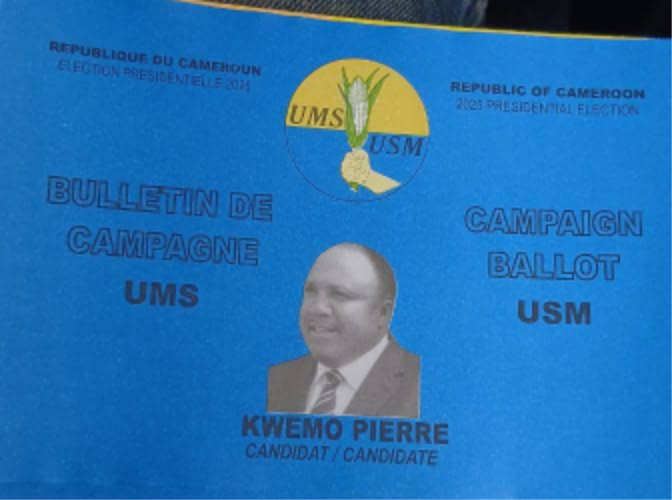 REPUBLIQUE DU CAMEROUN
ELECTION PRESIDENTIELLE 2025
UMS
USM
REPUBLIC OF CAMEROON
2025 PRESIDENTIAL ELECTION
BULLETIN DE
CAMPAGNE
UMS
CAMPAIGN
BALLOT
USM
KWEMO PIERRE
CANDIDAT / CANDIDATE